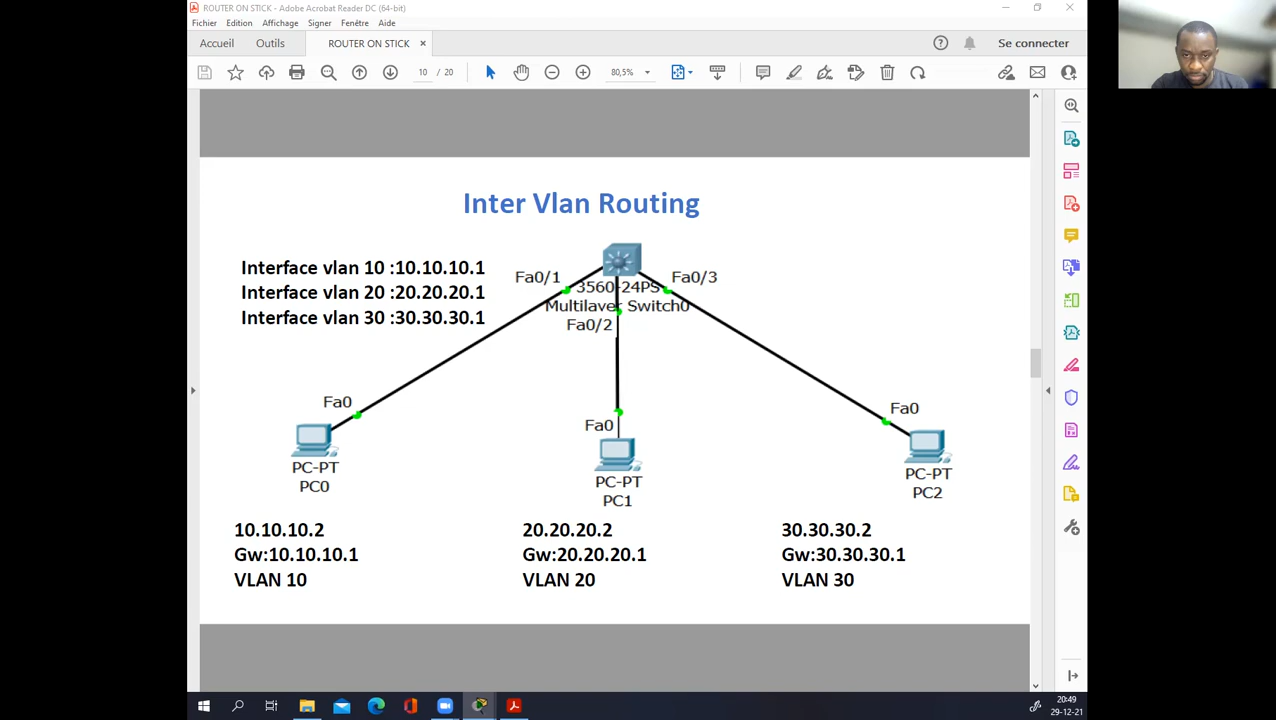 ROUTER ON STICK - Adobe Acrobat Reader DC (64-bit)
Fichier Edition Affichage Signer Fenêtre Aide
Accueil Outils ROUTER ON STICK × Se connecter
10 / 20 80,5%
Inter Vlan Routing
Interface vlan 10 :10.10.10.1
Interface vlan 20 :20.20.20.1
Interface vlan 30 :30.30.30.1
Fa0/1
Fa0/3
3560-24PS
Multilayer Switch0
Fa0/2
Fa0
Fa0
Fa0
PC-PT
PC0
PC-PT
PC1
PC-PT
PC2
10.10.10.2
Gw:10.10.10.1
VLAN 10
20.20.20.2
Gw:20.20.20.1
VLAN 20
30.30.30.2
Gw:30.30.30.1
VLAN 30
20:49
29-12-21